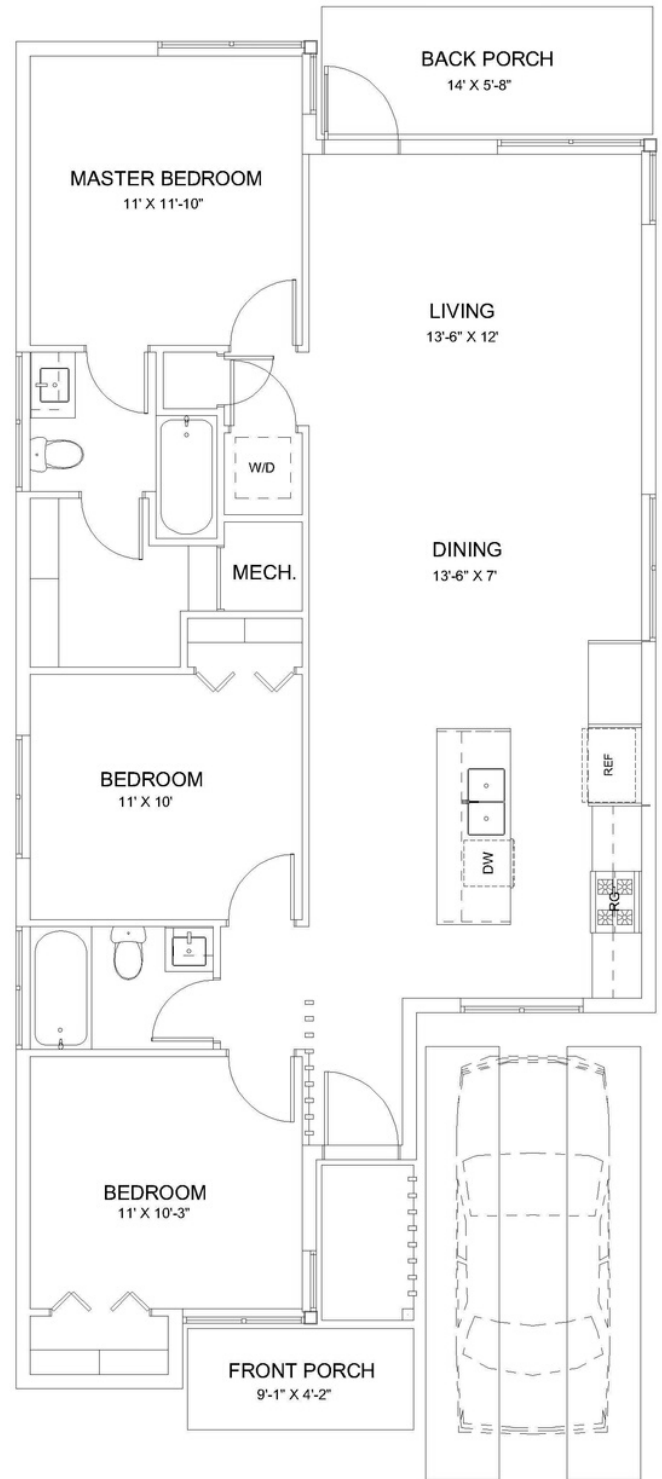 BACK PORCH
14' X 5'-8"
MASTER BEDROOM
11' X 11'-10"
LIVING
13'-6" X 12'
W/D
DINING
13'-6" X 7'
MECH.
REF
BEDROOM
11' X 10'
DW
RG
BEDROOM
11' X 10'-3"
FRONT PORCH
9'-1" X 4'-2"